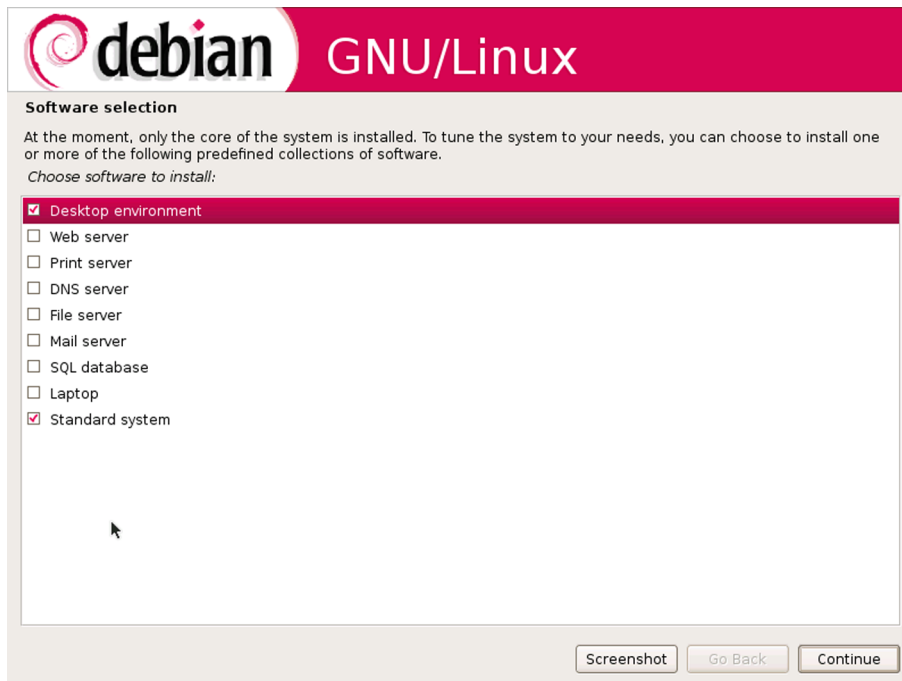 debian GNU/Linux
Software selection
At the moment, only the core of the system is installed. To tune the system to your needs, you can choose to install one
or more of the following predefined collections of software.
Choose software to install:
Desktop environment
Web server
Print server
DNS server
File server
Mail server
SQL database
Laptop
Standard system
Screenshot Go Back Continue